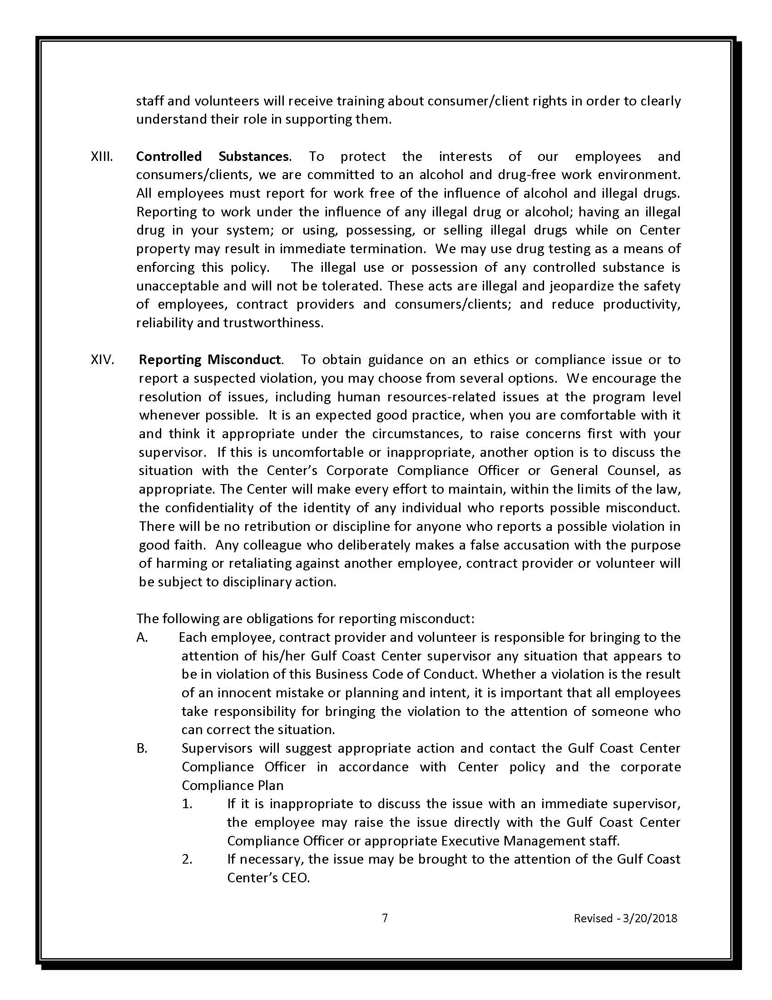 staff and volunteers will receive training about consumer/client rights in order to clearly
understand their role in supporting them.
XIII. Controlled Substances. To protect the interests of our employees and
consumers/clients, we are committed to an alcohol and drug-free work environment.
All employees must report for work free of the influence of alcohol and illegal drugs.
Reporting to work under the influence of any illegal drug or alcohol; having an illegal
drug in your system; or using, possessing, or selling illegal drugs while on Center
property may result in immediate termination. We may use drug testing as a means of
enforcing this policy. The illegal use or possession of any controlled substance is
unacceptable and will not be tolerated. These acts are illegal and jeopardize the safety
of employees, contract providers and consumers/clients; and reduce productivity,
reliability and trustworthiness.
XIV. Reporting Misconduct. To obtain guidance on an ethics or compliance issue or to
report a suspected violation, you may choose from several options. We encourage the
resolution of issues, including human resources-related issues at the program level
whenever possible. It is an expected good practice, when you are comfortable with it
and think it appropriate under the circumstances, to raise concerns first with your
supervisor. If this is uncomfortable or inappropriate, another option is to discuss the
situation with the Center’s Corporate Compliance Officer or General Counsel, as
appropriate. The Center will make every effort to maintain, within the limits of the law,
the confidentiality of the identity of any individual who reports possible misconduct.
There will be no retribution or discipline for anyone who reports a possible violation in
good faith. Any colleague who deliberately makes a false accusation with the purpose
of harming or retaliating against another employee, contract provider or volunteer will
be subject to disciplinary action.
The following are obligations for reporting misconduct:
A. Each employee, contract provider and volunteer is responsible for bringing to the
attention of his/her Gulf Coast Center supervisor any situation that appears to
be in violation of this Business Code of Conduct. Whether a violation is the result
of an innocent mistake or planning and intent, it is important that all employees
take responsibility for bringing the violation to the attention of someone who
can correct the situation.
B. Supervisors will suggest appropriate action and contact the Gulf Coast Center
Compliance Officer in accordance with Center policy and the corporate
Compliance Plan
1. If it is inappropriate to discuss the issue with an immediate supervisor,
the employee may raise the issue directly with the Gulf Coast Center
Compliance Officer or appropriate Executive Management staff.
2. If necessary, the issue may be brought to the attention of the Gulf Coast
Center’s CEO.
7 Revised - 3/20/2018